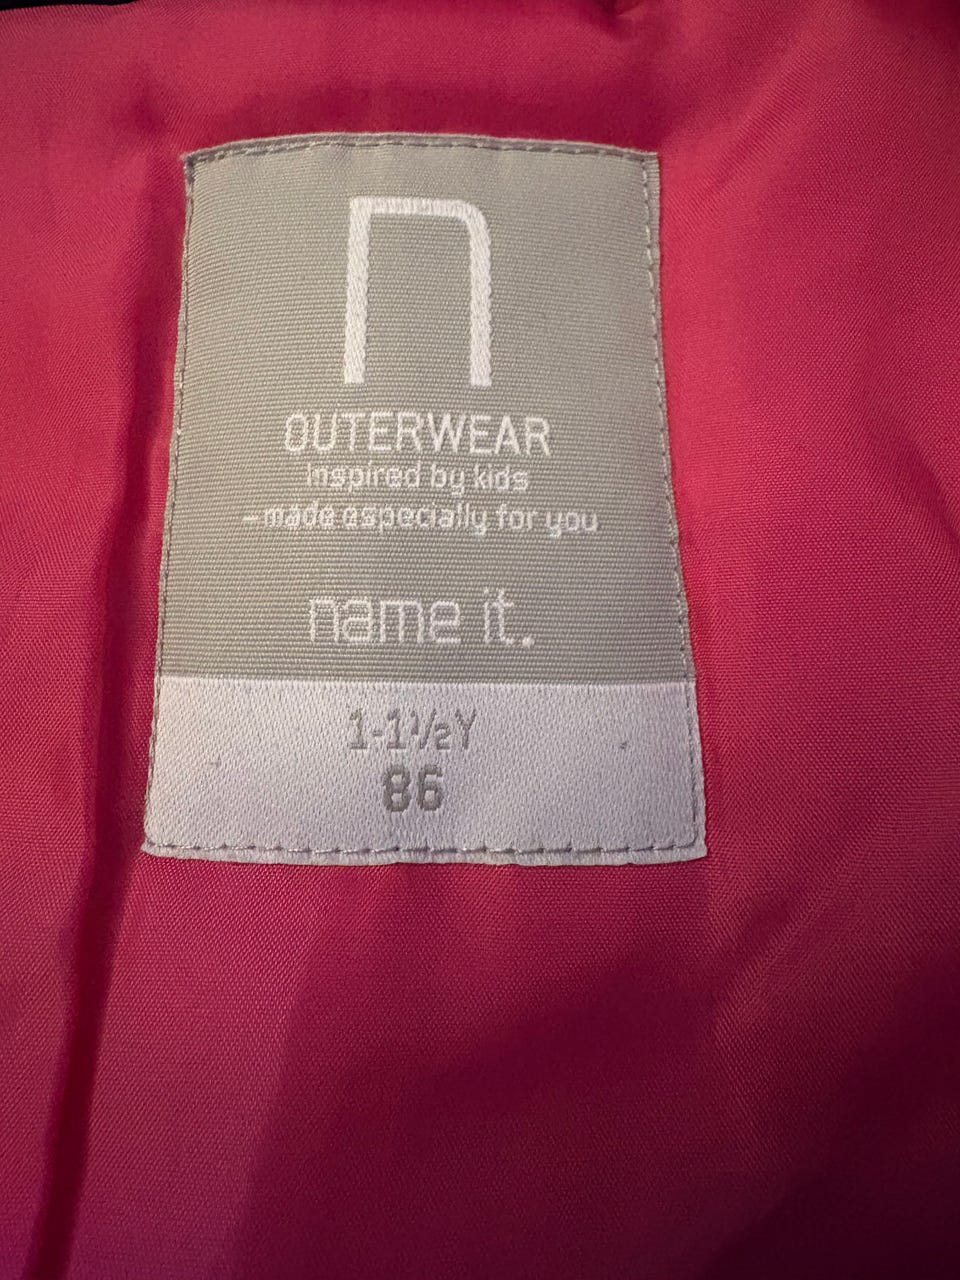 n
OUTERWEAR
inspired by kids
– made especially for you
name it.
1-1½Y
86